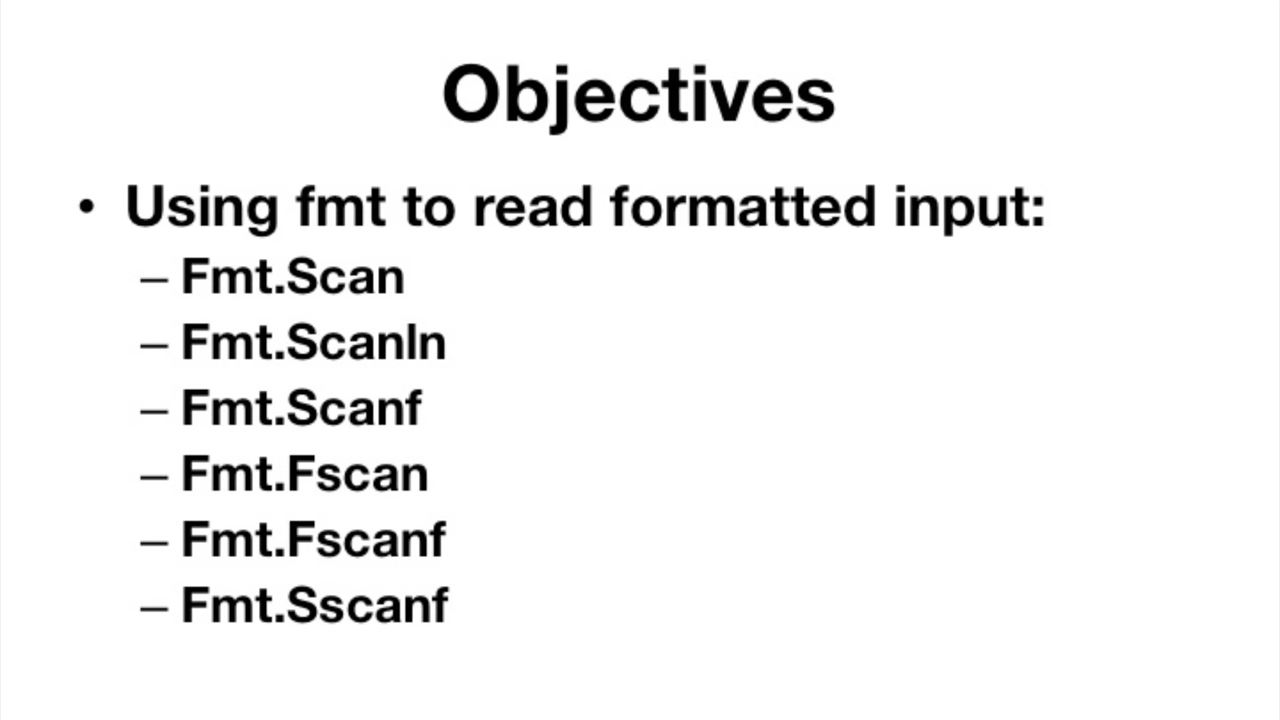 Objectives
• Using fmt to read formatted input:
– Fmt.Scan
– Fmt.Scanln
– Fmt.Scanf
– Fmt.Fscan
– Fmt.Fscanf
– Fmt.Sscanf